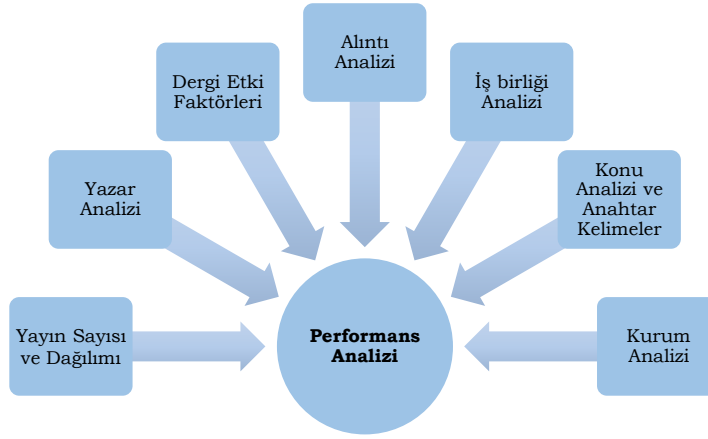 Alıntı
Analizi
Dergi Etki
Faktörleri
İş birliği
Analizi
Yazar
Analizi
Konu
Analizi ve
Anahtar
Kelimeler
Yayın Sayısı
ve Dağılımı
Performans
Analizi
Kurum
Analizi